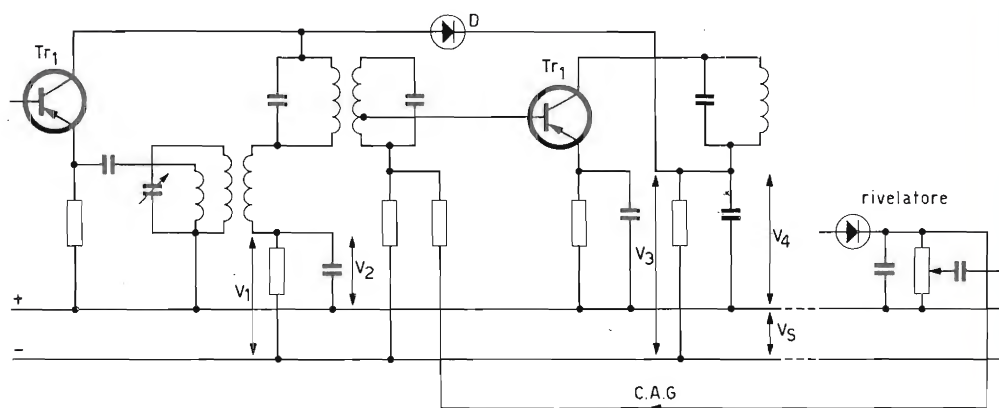 D
Tr1
Tr1
rivelatore
V1
V2
V3
V4
VS
+
−
C.A.G